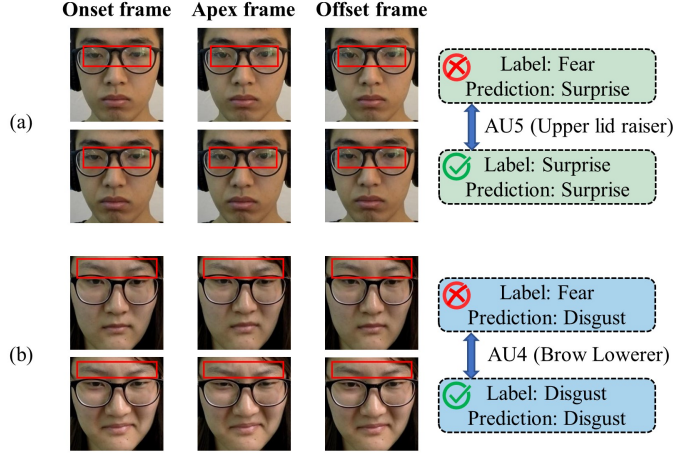 Onset frame Apex frame Offset frame
(a)
Label: Fear
Prediction: Surprise
AU5 (Upper lid raiser)
Label: Surprise
Prediction: Surprise
(b)
Label: Fear
Prediction: Disgust
AU4 (Brow Lowerer)
Label: Disgust
Prediction: Disgust